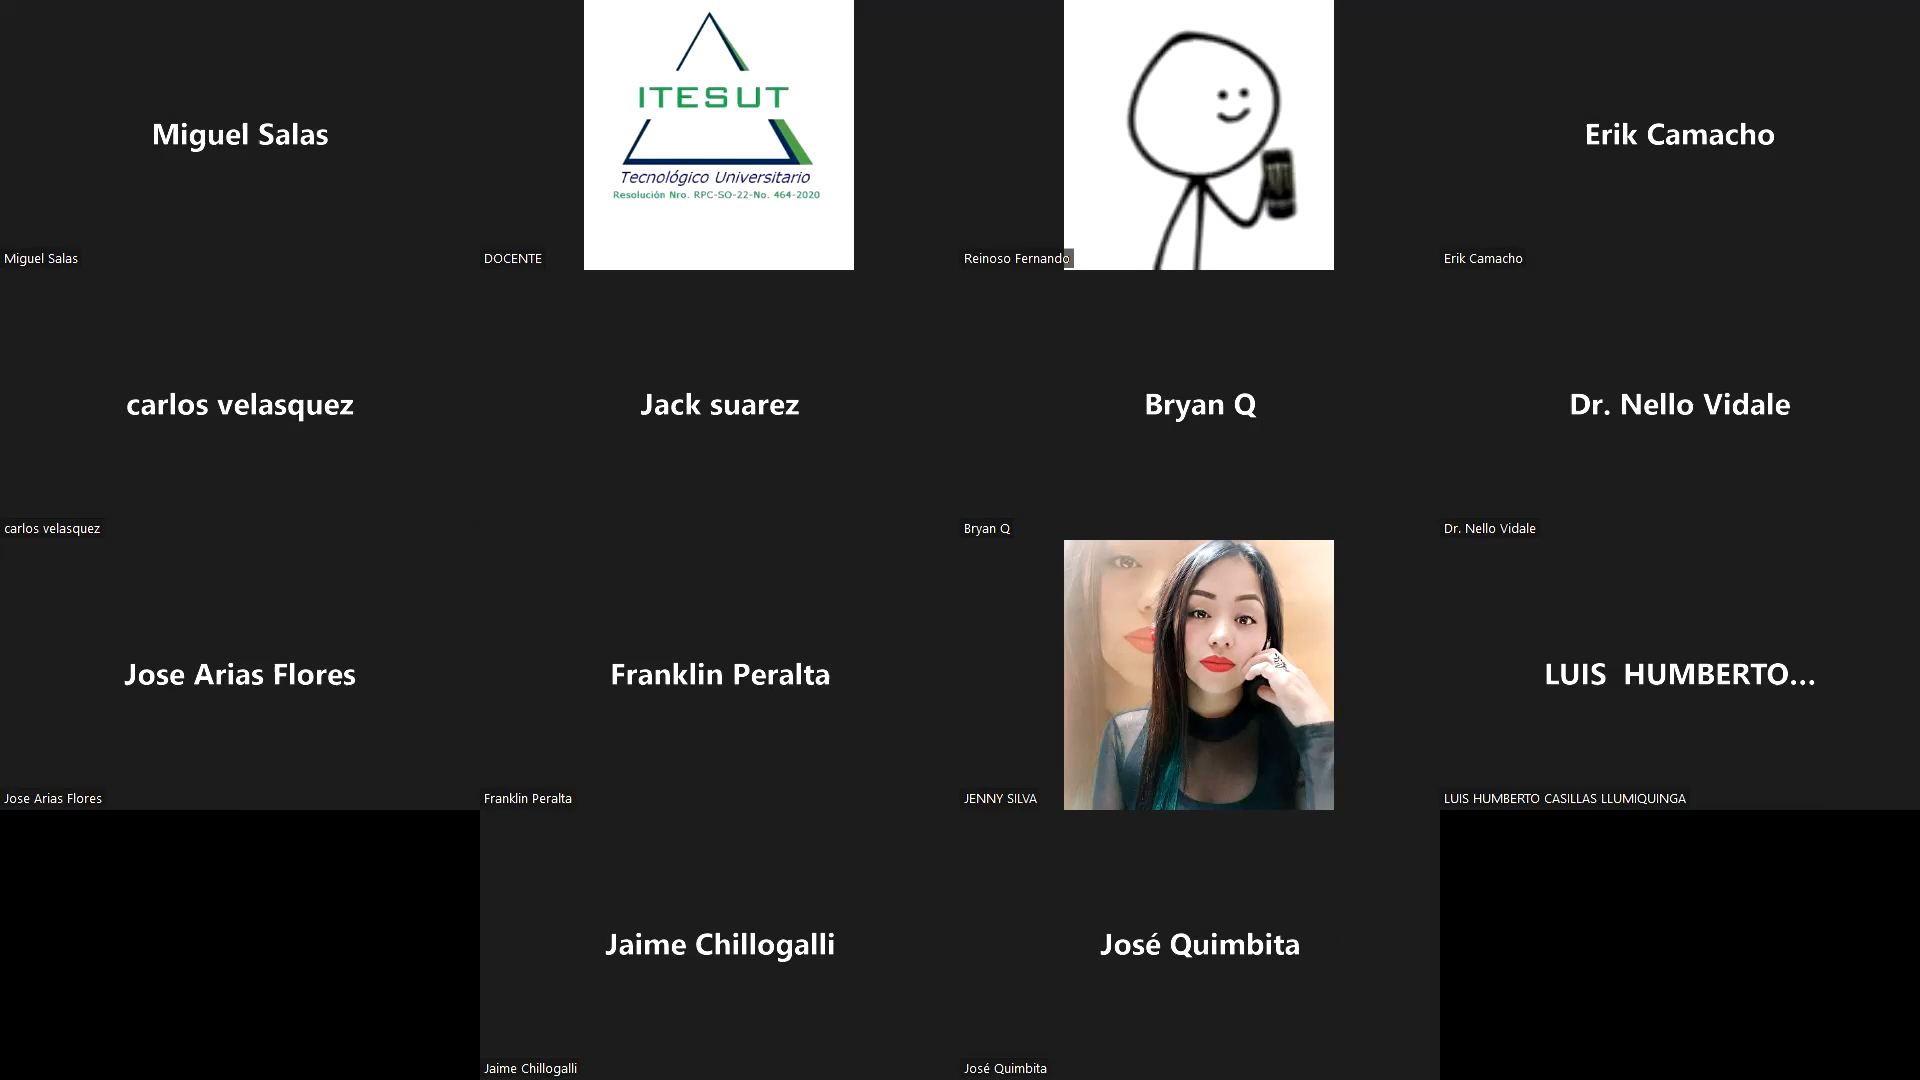 Miguel Salas
Miguel Salas
ITESUT
Tecnológico Universitario
Resolución Nro. RPC-SO-22-No. 464-2020
DOCENTE
Reinoso Fernando
Erik Camacho
Erik Camacho
carlos velasquez
carlos velasquez
Jack suarez
Bryan Q
Bryan Q
Dr. Nello Vidale
Dr. Nello Vidale
Jose Arias Flores
Jose Arias Flores
Franklin Peralta
Franklin Peralta
JENNY SILVA
LUIS  HUMBERTO...
LUIS HUMBERTO CASILLAS LLUMIQUINGA
Jaime Chillogalli
Jaime Chillogalli
José Quimbita
José Quimbita